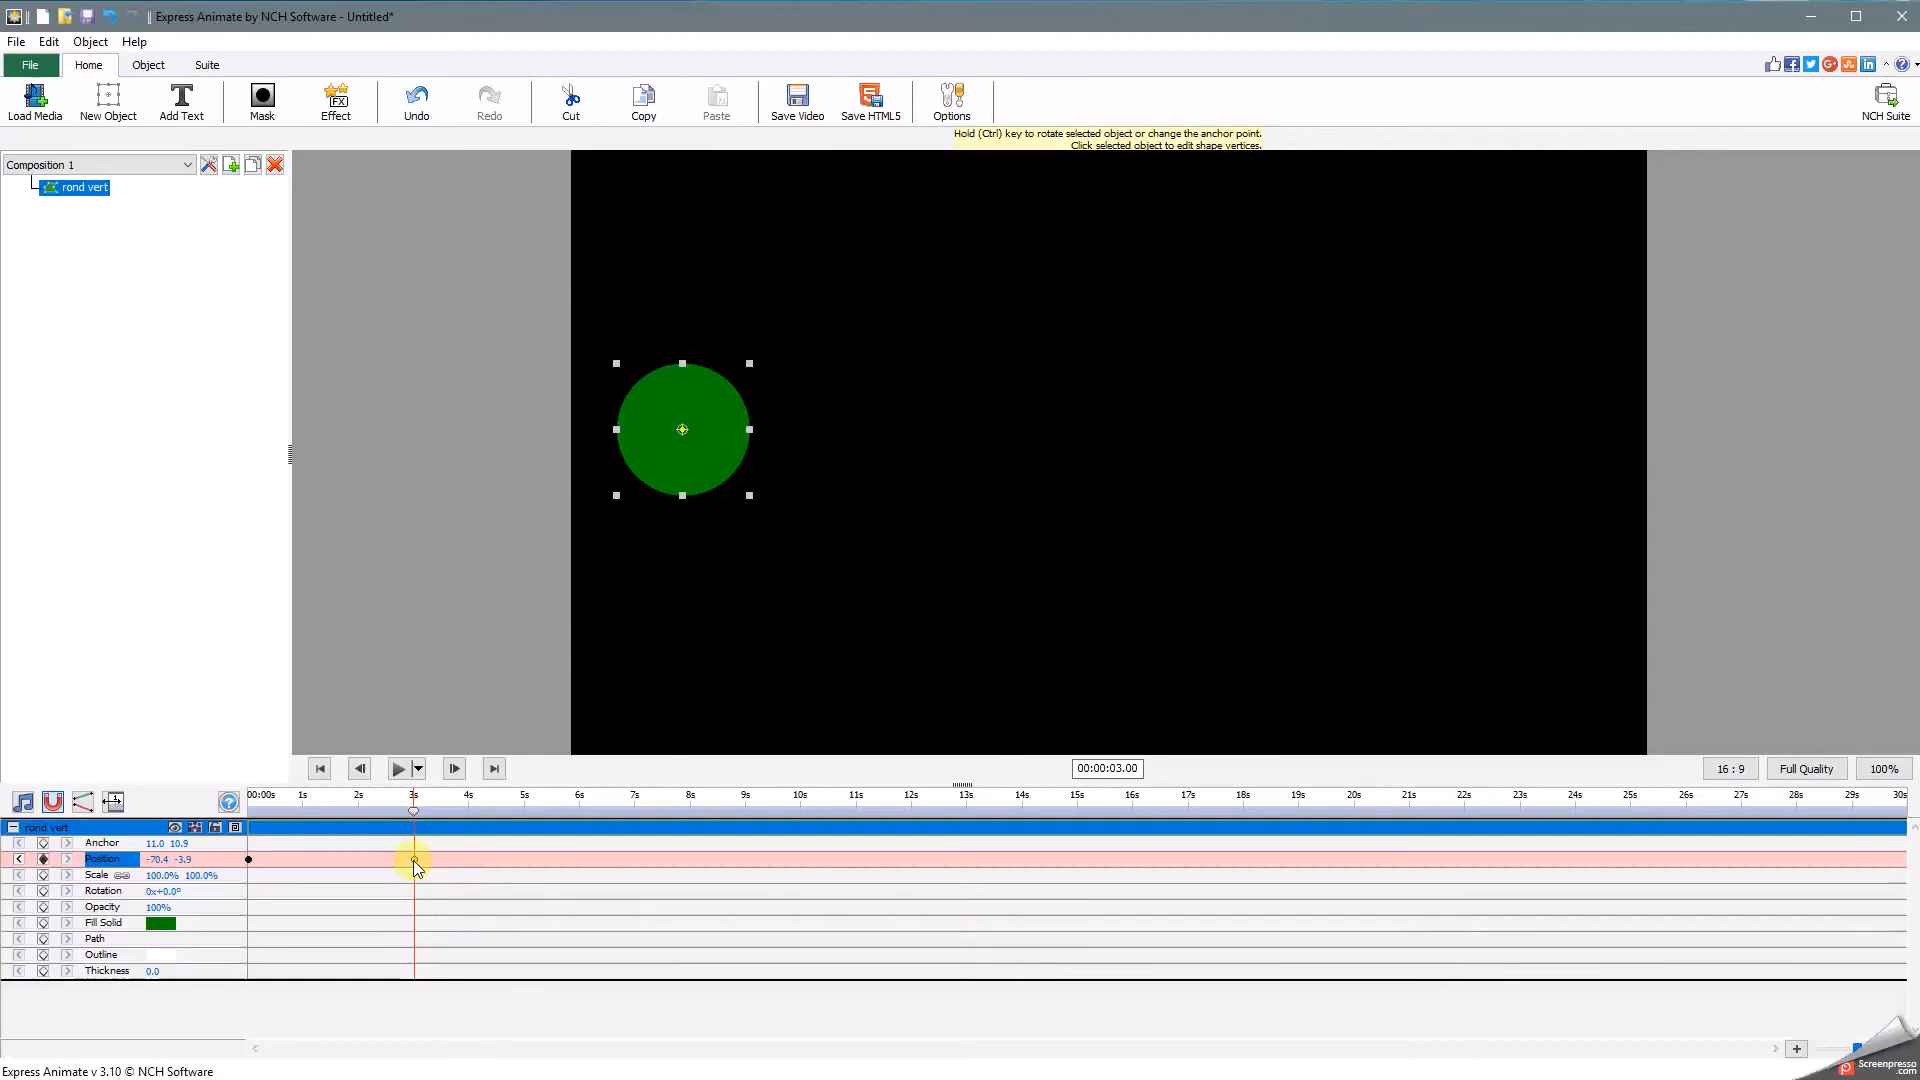 Express Animate by NCH Software - Untitled*
File Edit Object Help
File Home Object Suite
Load Media New Object Add Text Mask Effect Undo Redo Cut Copy Paste Save Video Save HTML5 Options NCH Suite
Hold (Ctrl) key to rotate selected object or change the anchor point.
Click selected object to edit shape vertices.
Composition 1
rond vert
00:00:03.00 16 : 9 Full Quality 100%
00:00s 1s 2s 3s 4s 5s 6s 7s 8s 9s 10s 11s 12s 13s 14s 15s 16s 17s 18s 19s 20s 21s 22s 23s 24s 25s 26s 27s 28s 29s 30s
rond vert
Anchor 11.0 10.9
Position -70.4 -3.9
Scale 100.0% 100.0%
Rotation 0x+0.0°
Opacity 100%
Fill Solid
Path
Outline
Thickness 0.0
Express Animate v 3.10 © NCH Software
Screenpresso
.com